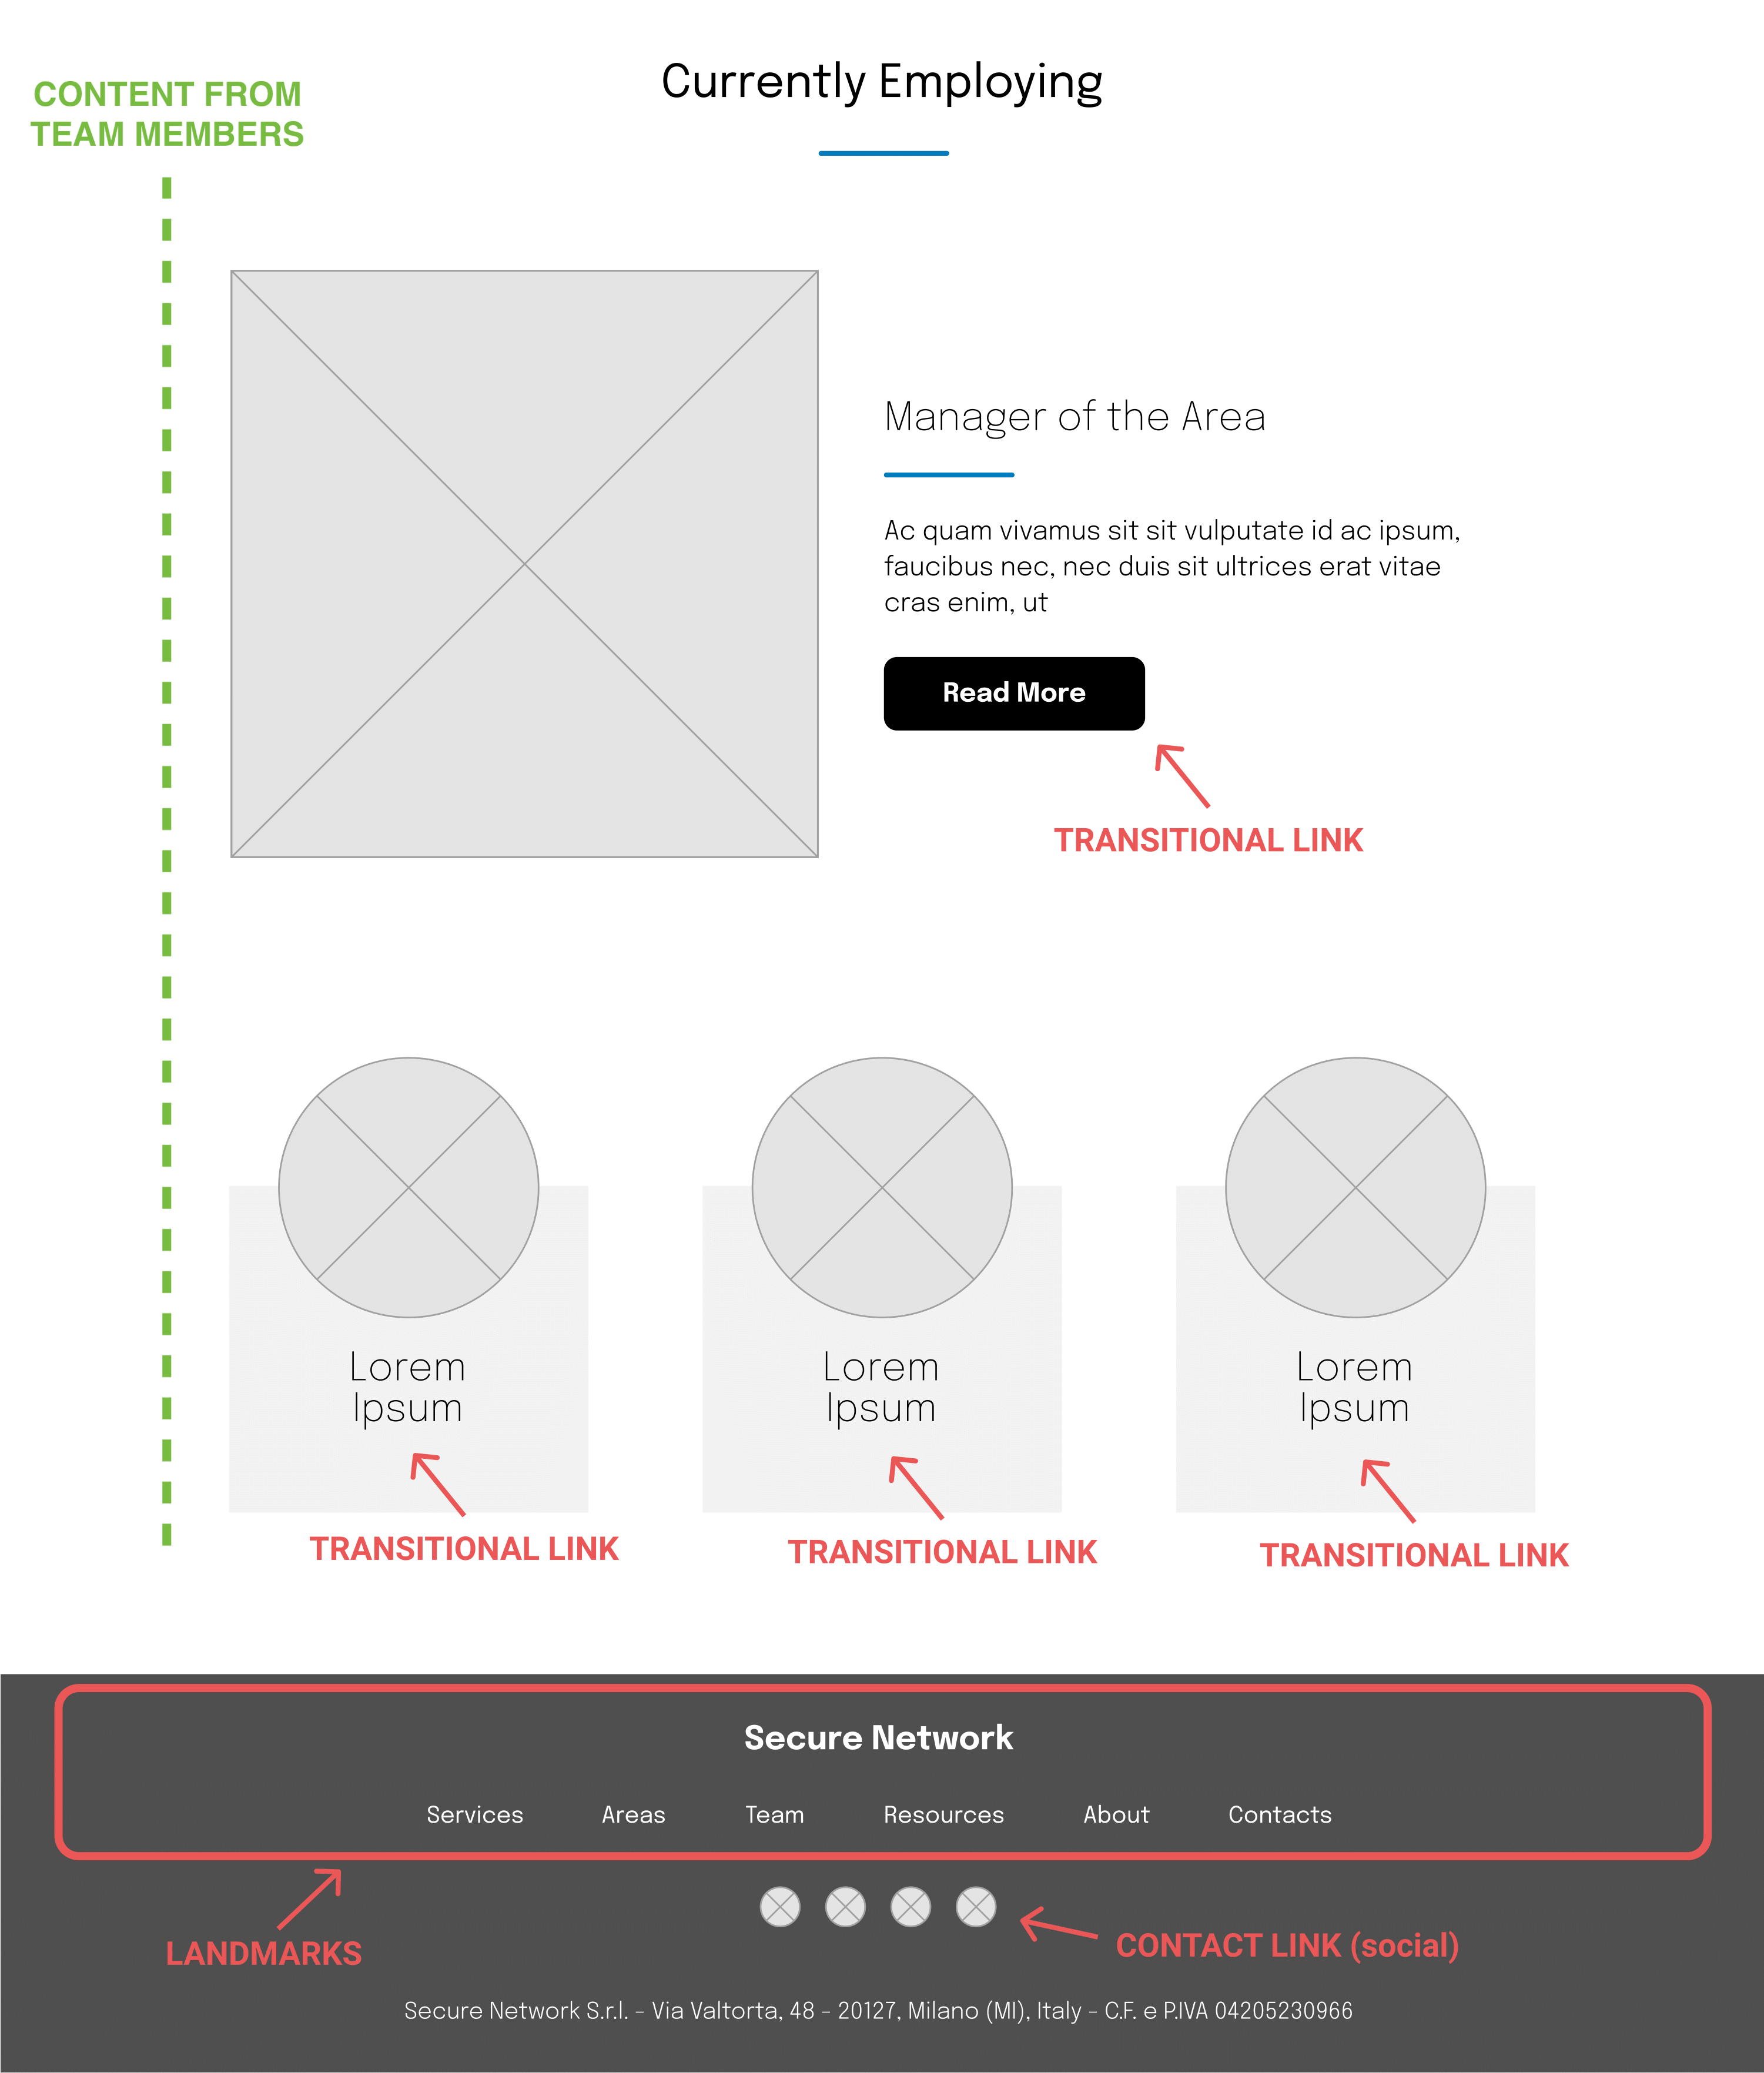 CONTENT FROM
TEAM MEMBERS
Currently Employing
Manager of the Area
Ac quam vivamus sit sit vulputate id ac ipsum,
faucibus nec, nec duis sit ultrices erat vitae
cras enim, ut
Read More
TRANSITIONAL LINK
Lorem
Ipsum
Lorem
Ipsum
Lorem
Ipsum
TRANSITIONAL LINK
TRANSITIONAL LINK
TRANSITIONAL LINK
Secure Network
Services Areas Team Resources About Contacts
LANDMARKS
CONTACT LINK (social)
Secure Network S.r.l. – Via Valtorta, 48 – 20127, Milano (MI), Italy – C.F. e P.IVA 04205230966